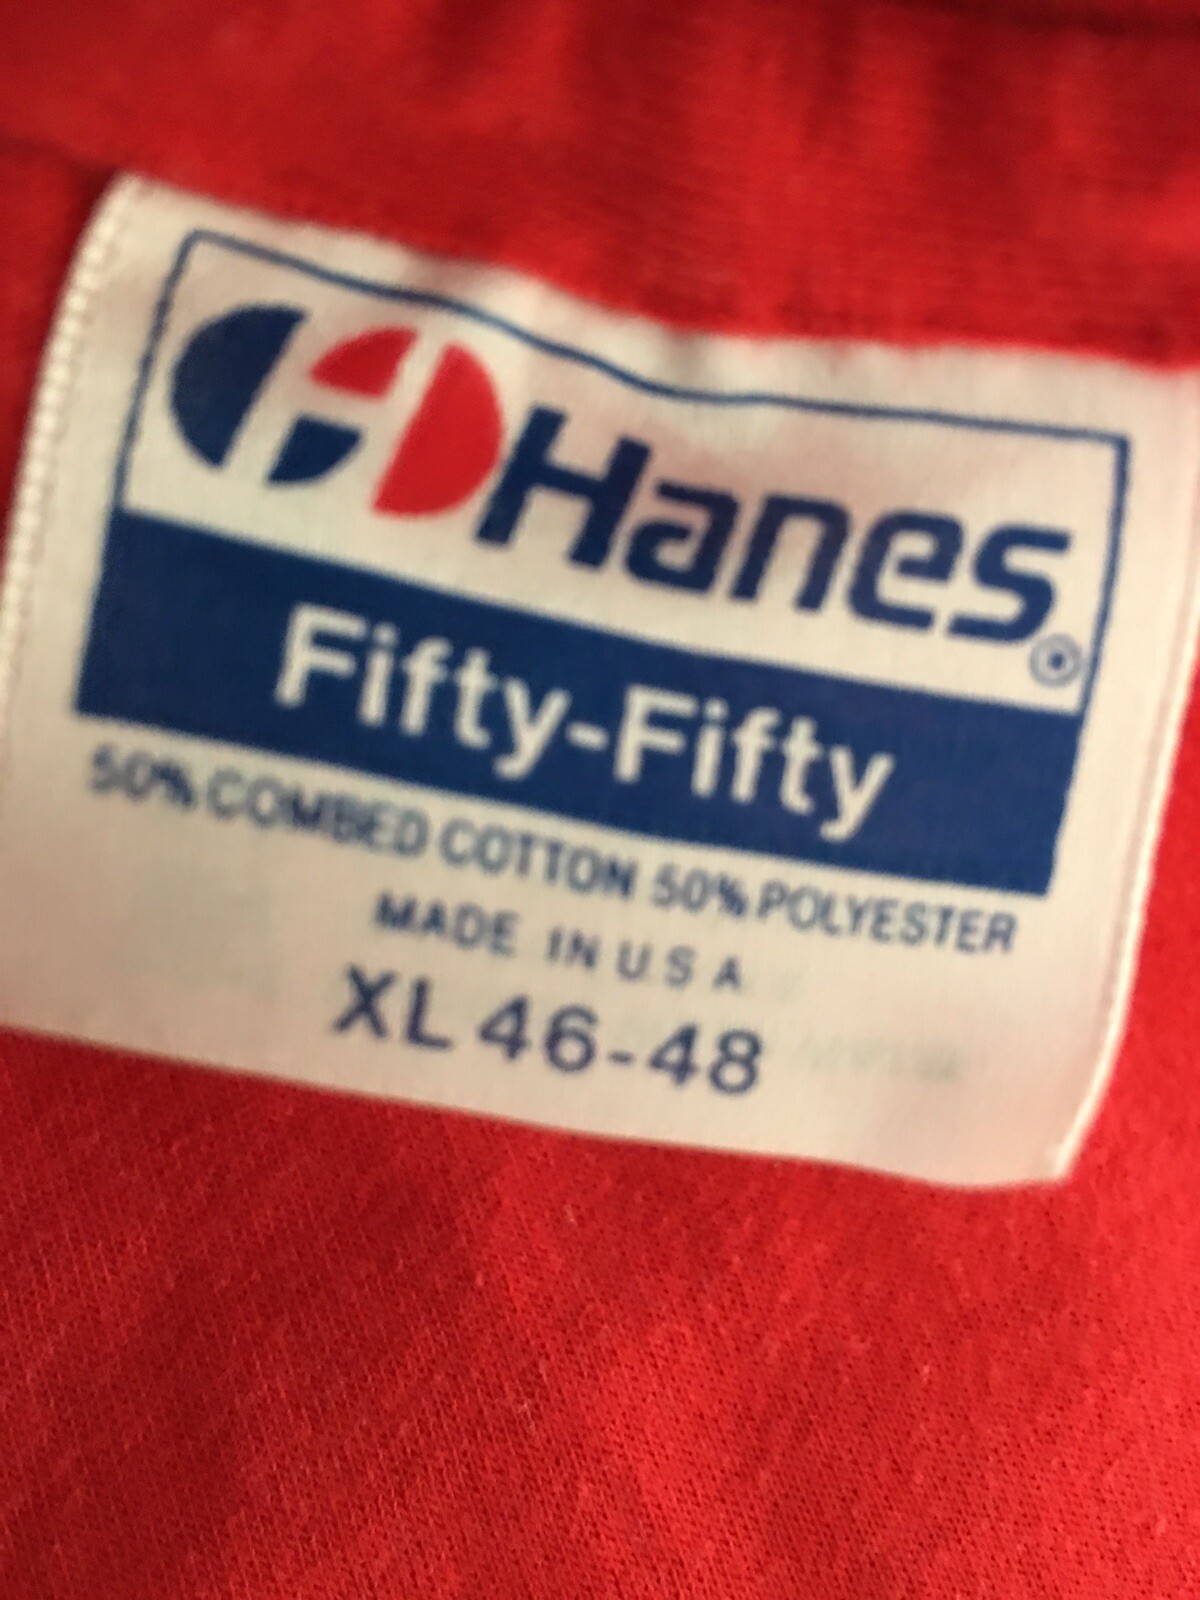 Hanes®
Fifty-Fifty
50% COMBED COTTON 50% POLYESTER
MADE IN U S A
XL 46-48